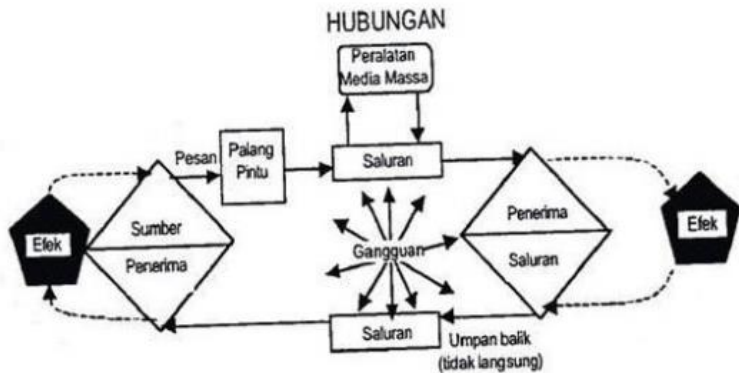 HUBUNGAN
Peralatan
Media Massa
Pesan
Palang
Pintu
Saluran
Efek
Sumber
Penerima
Gangguan
Penerima
Saluran
Efek
Saluran
Umpan balik
(tidak langsung)